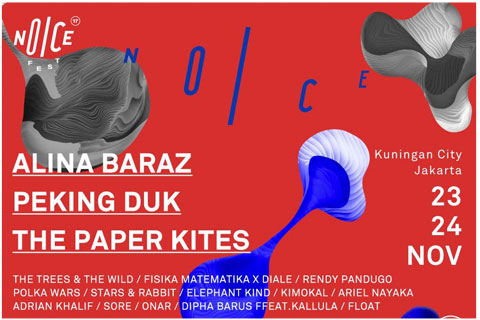 NO/CE
FEST
N O / C E
ALINA BARAZ
PEKING DUK
THE PAPER KITES
Kuningan City
Jakarta
23
24
NOV
THE TREES & THE WILD / FISIKA MATEMATIKA X DIALE / RENDY PANDUGO
POLKA WARS / STARS & RABBIT / ELEPHANT KIND / KIMOKAL / ARIEL NAYAKA
ADRIAN KHALIF / SORE / ONAR / DIPHA BARUS FFEAT.KALLULA / FLOAT